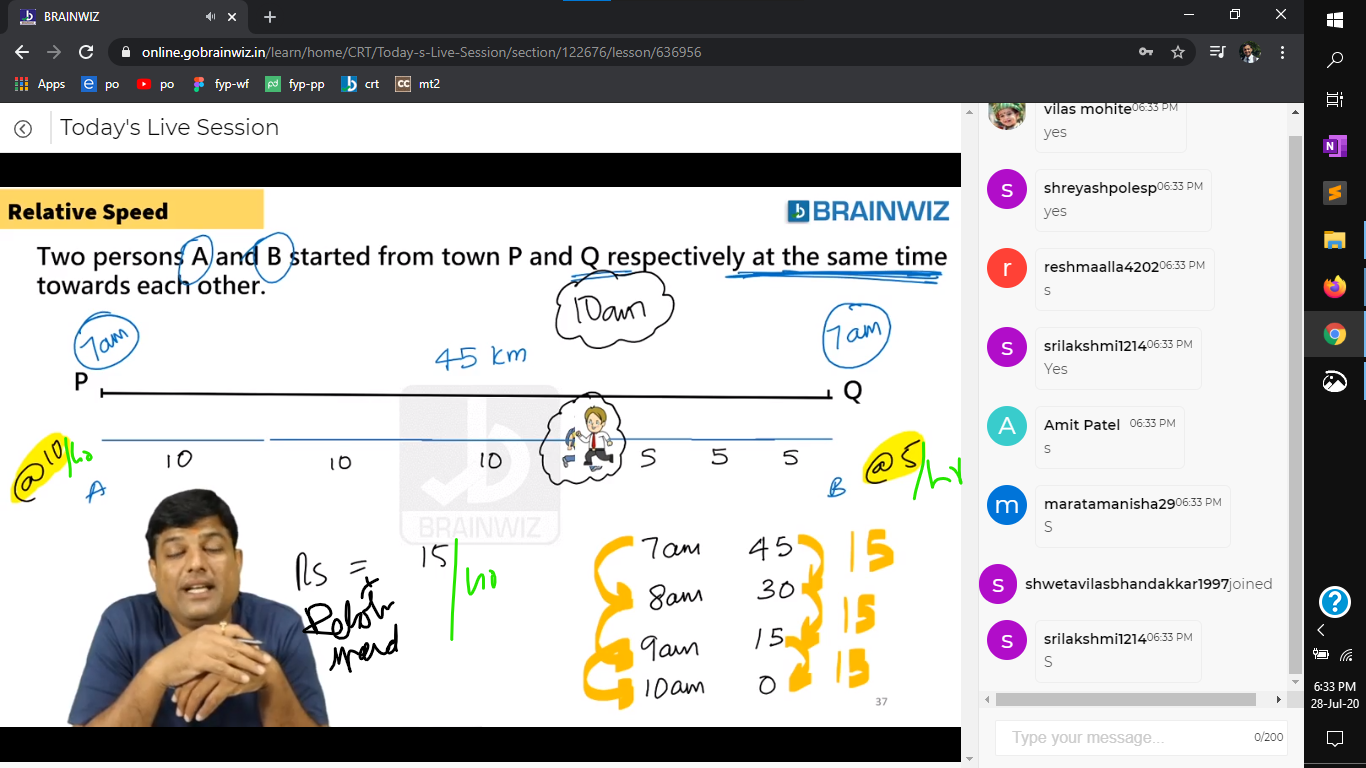 BRAINWIZ
online.gobrainwiz.in/learn/home/CRT/Today-s-Live-Session/section/122676/lesson/636956
Apps po po fyp-wf fyp-pp crt mt2
Today's Live Session
Relative Speed
BRAINWIZ
Two persons A and B started from town P and Q respectively at the same time
towards each other.
10am
7am
7am
45 km
P
Q
@10/hr
10
10
10
5
5
5
@5/hr
A
B
BRAINWIZ
RS = 15/hr
Relative
speed
7am 45 15
8am 30
15
9am 15
15
10am 0
37
vilas mohite 06:33 PM
yes
shreyashpolesp 06:33 PM
yes
reshmaalla4202 06:33 PM
s
srilakshmi1214 06:33 PM
Yes
Amit Patel 06:33 PM
s
maratamanisha29 06:33 PM
S
shwetavilasbhandakkar1997 joined
srilakshmi1214 06:33 PM
S
Type your message... 0/200
6:33 PM
28-Jul-20